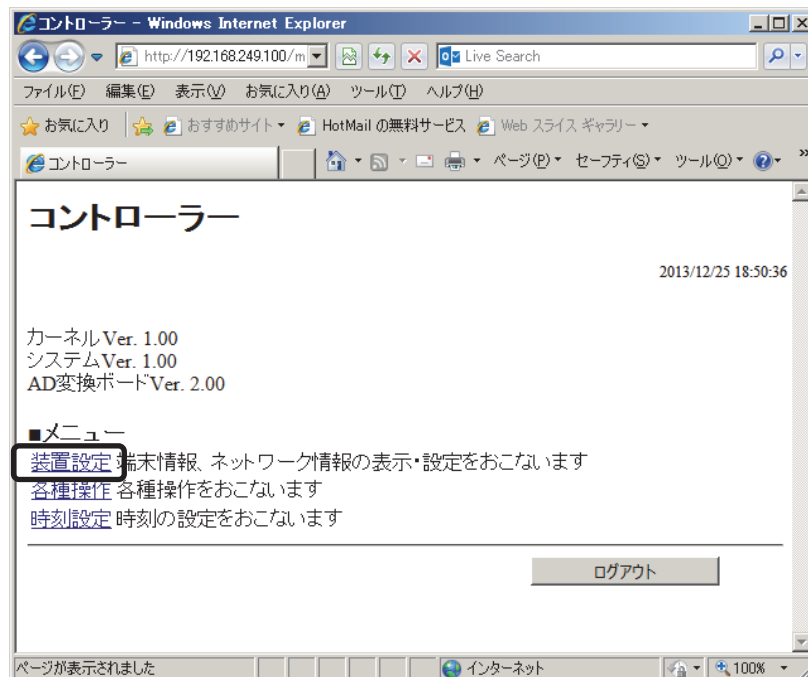 コントローラー - Windows Internet Explorer
http://192.168.249.100/m
Live Search
ファイル(F) 編集(E) 表示(V) お気に入り(A) ツール(T) ヘルプ(H)
お気に入り おすすめサイト HotMail の無料サービス Web スライス ギャラリー
コントローラー ページ(P) セーフティ(S) ツール(O) »
コントローラー
2013/12/25 18:50:36
カーネルVer. 1.00
システムVer. 1.00
AD変換ボードVer. 2.00
■メニュー
装置設定 端末情報、ネットワーク情報の表示・設定をおこないます
各種操作 各種操作をおこないます
時刻設定 時刻の設定をおこないます
ログアウト
ページが表示されました インターネット 100%